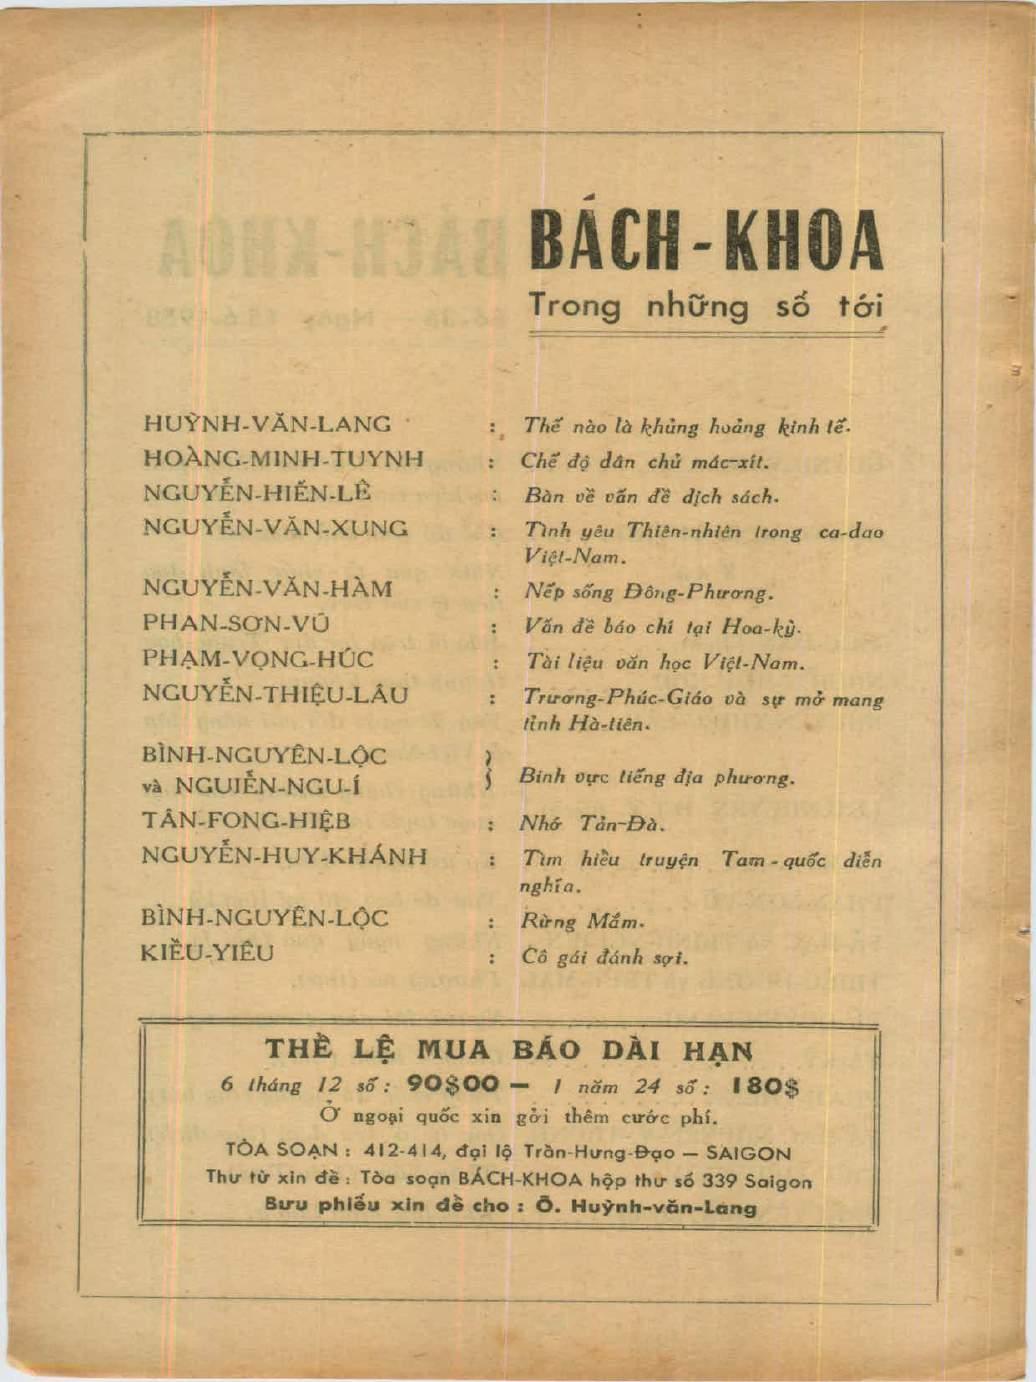 BÁCH-KHOA
Trong những số tới
HUỲNH-VĂN-LANG : Thế nào là khủng hoảng kinh tế.
HOÀNG-MINH-TUYNH : Chế độ dân chủ mác-xít.
NGUYỄN-HIẾN-LÊ : Bàn về vấn đề dịch sách.
NGUYỄN-VĂN-XUNG : Tình yêu Thiên-nhiên trong ca-dao
Việt-Nam.
NGUYỄN-VĂN-HÀM : Nếp sống Đông-Phương.
PHAN-SƠN-VŨ : Vấn đề báo chí tại Hoa-kỳ.
PHẠM-VỌNG-HÚC : Tài liệu văn học Việt-Nam.
NGUYỄN-THIỆU-LÂU : Trương-Phúc-Giáo và sự mở mang
tỉnh Hà-tiên.
BÌNH-NGUYÊN-LỘC
và NGUIỄN-NGU-Í } Binh vực tiếng địa phương.
TÂN-FONG-HIỆB : Nhớ Tản-Đà.
NGUYỄN-HUY-KHÁNH : Tìm hiểu truyện Tam-quốc diễn
nghĩa.
BÌNH-NGUYÊN-LỘC : Rừng Mắm.
KIỀU-YIÊU : Cô gái đánh sợi.
THỂ LỆ MUA BÁO DÀI HẠN
6 tháng 12 số : 90$00 — 1 năm 24 số : 180$
Ở ngoại quốc xin gởi thêm cước phí.
TÒA SOẠN : 412-414, đại lộ Trần-Hưng-Đạo — SAIGON
Thư từ xin đề : Tòa soạn BÁCH-KHOA hộp thư số 339 Saigon
Bưu phiếu xin đề cho : Ô. Huỳnh-văn-Lang